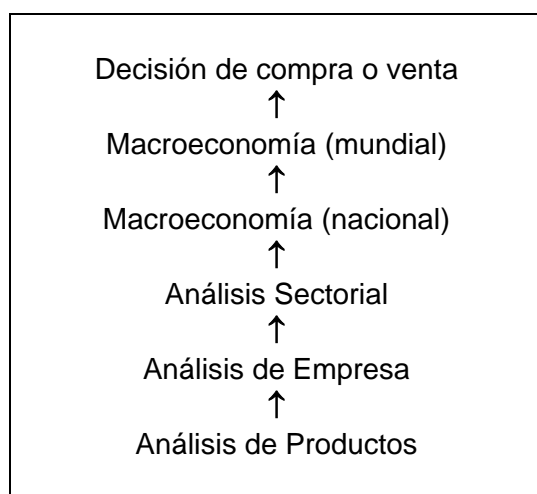 Decisión de compra o venta
↑
Macroeconomía (mundial)
↑
Macroeconomía (nacional)
↑
Análisis Sectorial
↑
Análisis de Empresa
↑
Análisis de Productos